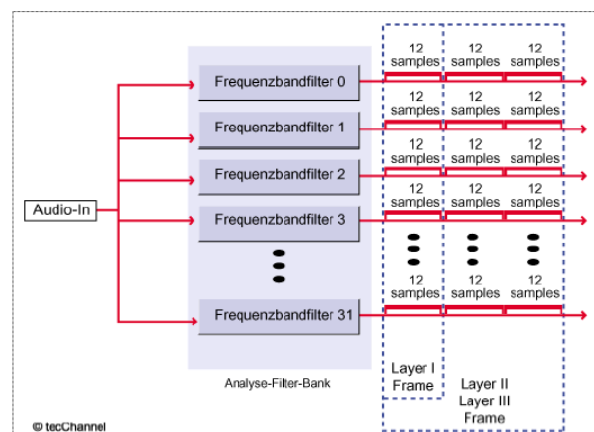 12 samples 12 samples 12 samples
Frequenzbandfilter 0
12 samples 12 samples 12 samples
Frequenzbandfilter 1
12 samples 12 samples 12 samples
Frequenzbandfilter 2
12 samples 12 samples 12 samples
Audio-In
Frequenzbandfilter 3
12 samples 12 samples 12 samples
Frequenzbandfilter 31
Analyse-Filter-Bank
Layer I
Frame
Layer II
Layer III
Frame
© tecChannel